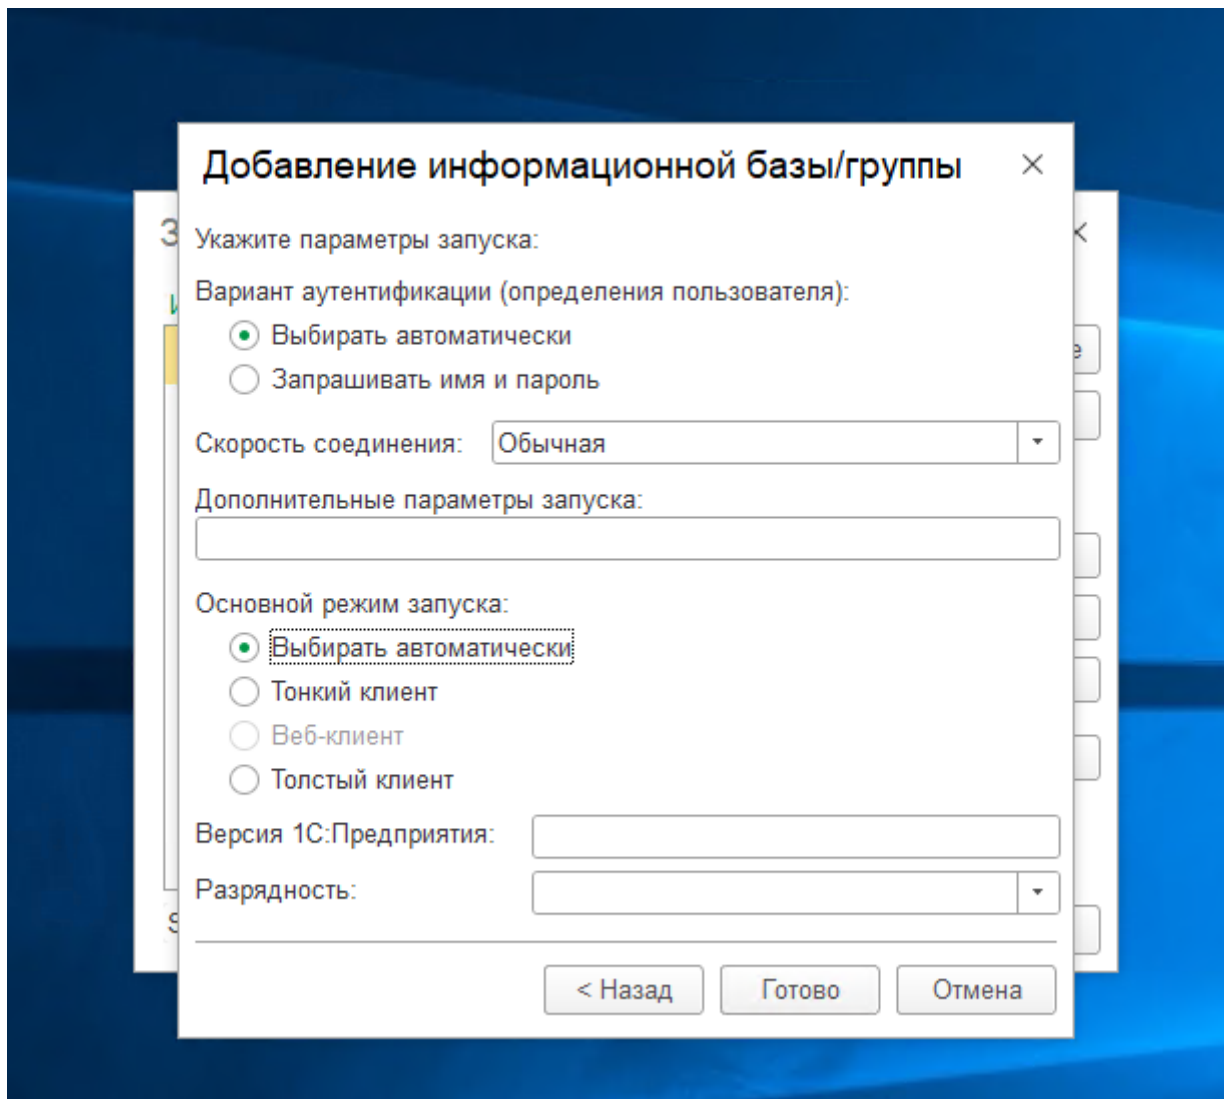 Добавление информационной базы/группы
Укажите параметры запуска:
Вариант аутентификации (определения пользователя):
Выбирать автоматически
Запрашивать имя и пароль
Скорость соединения: Обычная
Дополнительные параметры запуска:
Основной режим запуска:
Выбирать автоматически
Тонкий клиент
Веб-клиент
Толстый клиент
Версия 1С:Предприятия:
Разрядность:
< Назад Готово Отмена